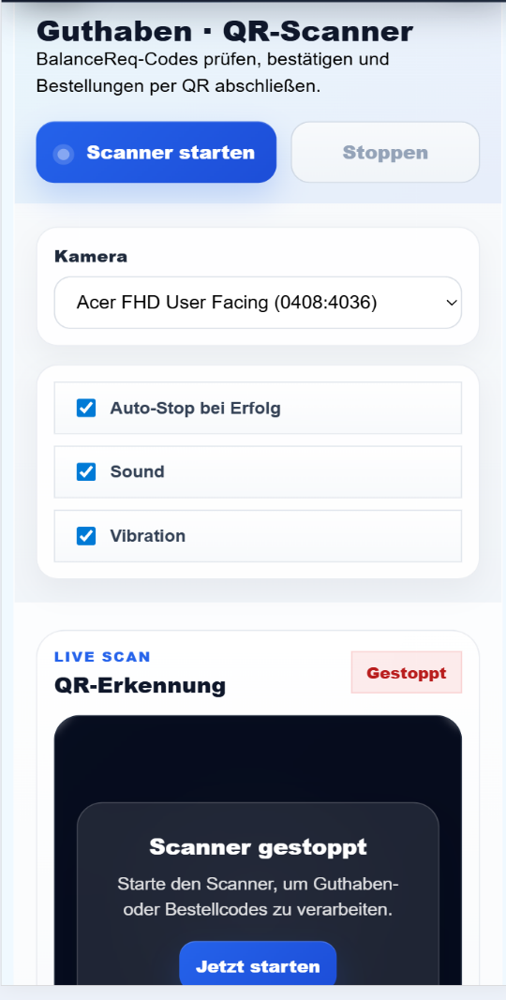 Guthaben · QR-Scanner
BalanceReq-Codes prüfen, bestätigen und
Bestellungen per QR abschließen.
Scanner starten
Stoppen
Kamera
Acer FHD User Facing (0408:4036)
Auto-Stop bei Erfolg
Sound
Vibration
LIVE SCAN
QR-Erkennung
Gestoppt
Scanner gestoppt
Starte den Scanner, um Guthaben-
oder Bestellcodes zu verarbeiten.
Jetzt starten